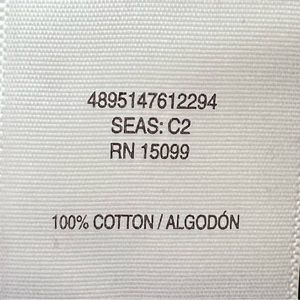 4895147612294
SEAS: C2
RN 15099
100% COTTON / ALGODÓN